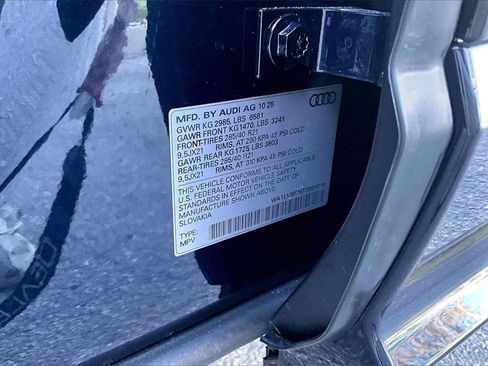 MFD. BY AUDI AG 10 25
GVWR KG 2985, LBS 6581
GAWR FRONT KG1470, LBS 3241
FRONT-TIRES 285/40 R21
9,5JX21 RIMS, AT 290 KPA 42 PSI COLD
GAWR REAR KG 1725, LBS 3803
REAR-TIRES 285/40 R21
9,5JX21 RIMS, AT 310 KPA 45 PSI COLD
THIS VEHICLE CONFORMS TO ALL APPLICABLE
U.S. FEDERAL MOTOR VEHICLE SAFETY
STANDARDS IN EFFECT ON THE DATE OF
MANUFACTURE SHOWN ABOVE
SLOVAKIA
TYPE:
MPV